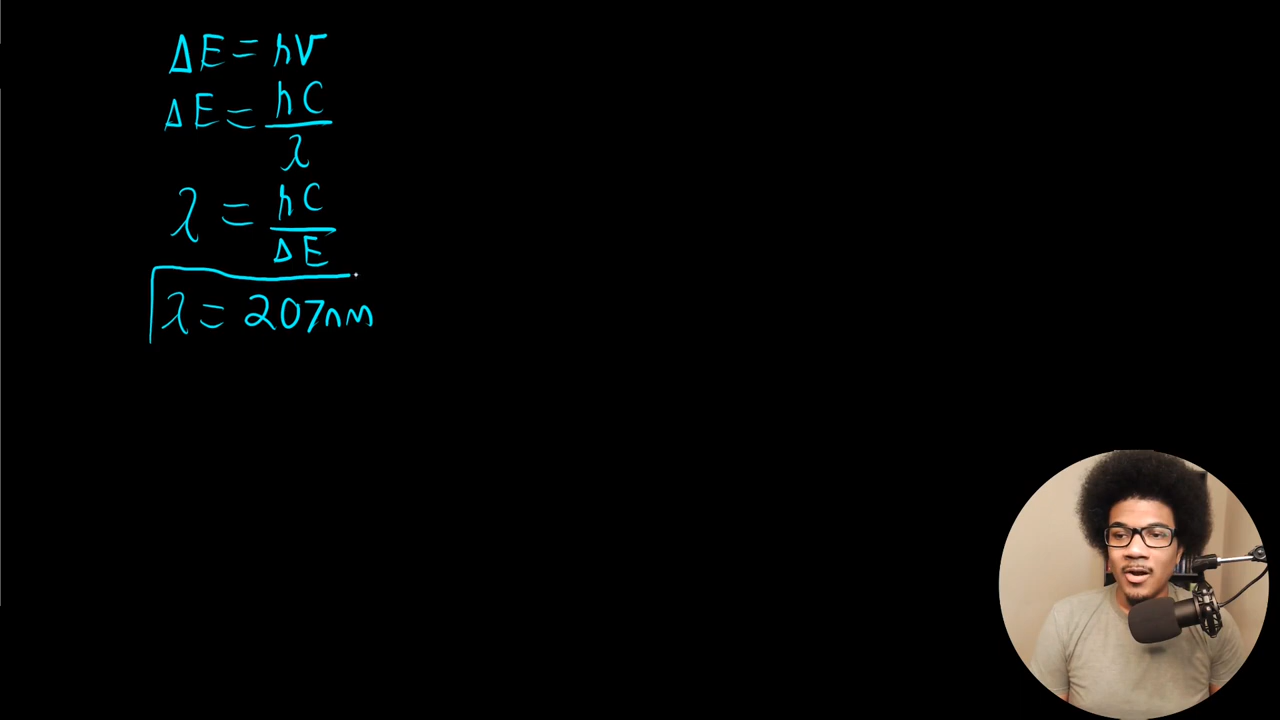 ΔE = hν
ΔE = hC/λ
λ = hC/ΔE
λ = 207nm